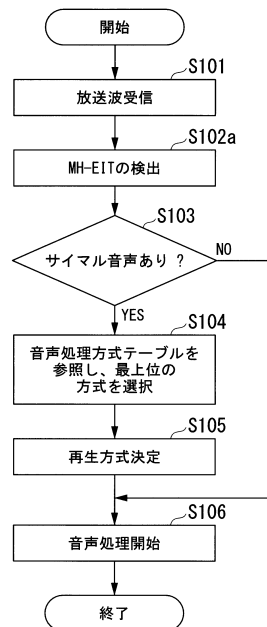 開始
S101
放送波受信
S102a
MH-EITの検出
S103
サイマル音声あり ?
NO
YES
S104
音声処理方式テーブルを
参照し、最上位の
方式を選択
S105
再生方式決定
S106
音声処理開始
終了